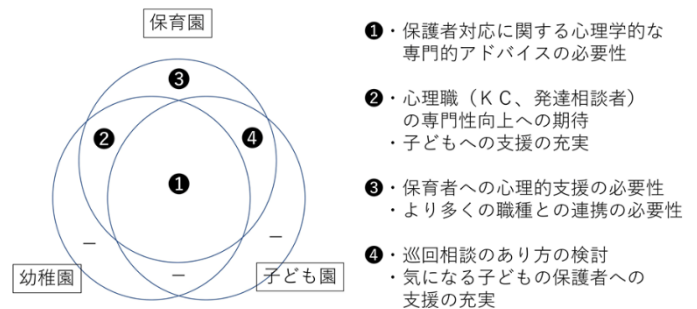 保育園
❸
❷
❹
❶
－
－
－
幼稚園
子ども園
❶・保護者対応に関する心理学的な
専門的アドバイスの必要性
❷・心理職（ＫＣ、発達相談者）
の専門性向上への期待
・子どもへの支援の充実
❸・保育者への心理的支援の必要性
・より多くの職種との連携の必要性
❹・巡回相談のあり方の検討
・気になる子どもの保護者への
支援の充実